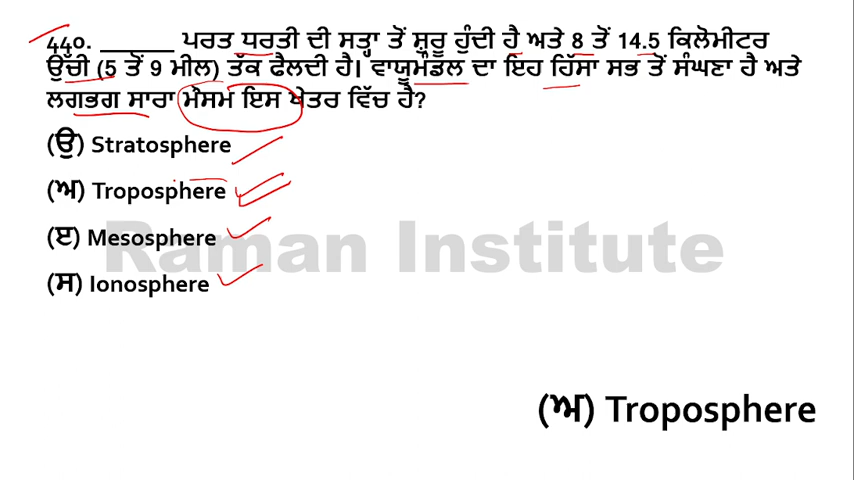 440. ______ ਪਰਤ ਧਰਤੀ ਦੀ ਸਤ੍ਹਾ ਤੋਂ ਸ਼ੁਰੂ ਹੁੰਦੀ ਹੈ ਅਤੇ 8 ਤੋਂ 14.5 ਕਿਲੋਮੀਟਰ
ਉੱਚੀ (5 ਤੋਂ 9 ਮੀਲ) ਤੱਕ ਫੈਲਦੀ ਹੈ। ਵਾਯੂਮੰਡਲ ਦਾ ਇਹ ਹਿੱਸਾ ਸਭ ਤੋਂ ਸੰਘਣਾ ਹੈ ਅਤੇ
ਲਗਭਗ ਸਾਰਾ ਮੌਸਮ ਇਸ ਖੇਤਰ ਵਿੱਚ ਹੈ?
(ਉ) Stratosphere
(ਅ) Troposphere
(ੲ) Mesosphere
Raman Institute
(ਸ) Ionosphere
(ਅ) Troposphere